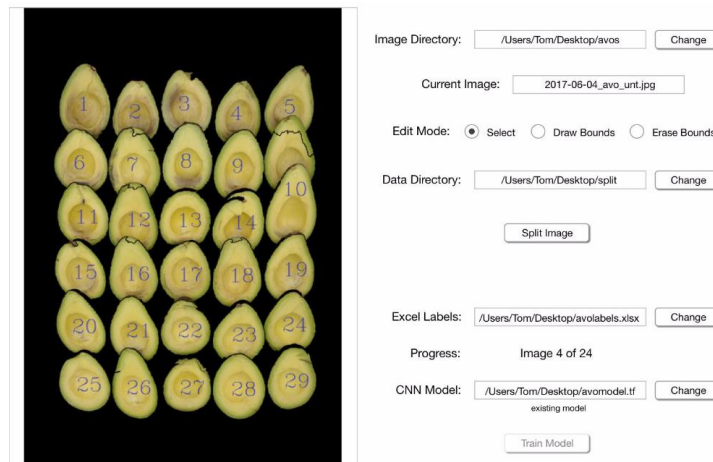 1 2 3 4 5
6 7 8 9 10
11 12 13 14
15 16 17 18 19
20 21 22 23 24
25 26 27 28 29
Image Directory: /Users/Tom/Desktop/avos Change
Current Image: 2017-06-04_avo_unt.jpg
Edit Mode: Select Draw Bounds Erase Bounds
Data Directory: /Users/Tom/Desktop/split Change
Split Image
Excel Labels: /Users/Tom/Desktop/avolabels.xlsx Change
Progress: Image 4 of 24
CNN Model: /Users/Tom/Desktop/avomodel.tf Change
existing model
Train Model